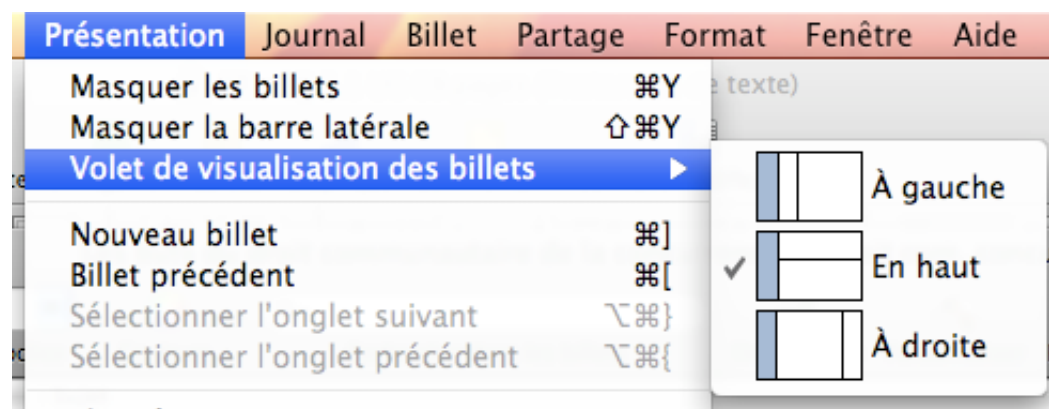 Présentation Journal Billet Partage Format Fenêtre Aide
Masquer les billets ⌘Y
e texte)
Masquer la barre latérale ⇧⌘Y
Volet de visualisation des billets ▶
À gauche
Nouveau billet ⌘]
Billet précédent ⌘[
✓ En haut
Sélectionner l'onglet suivant ⌥⌘}
Sélectionner l'onglet précédent ⌥⌘{
À droite